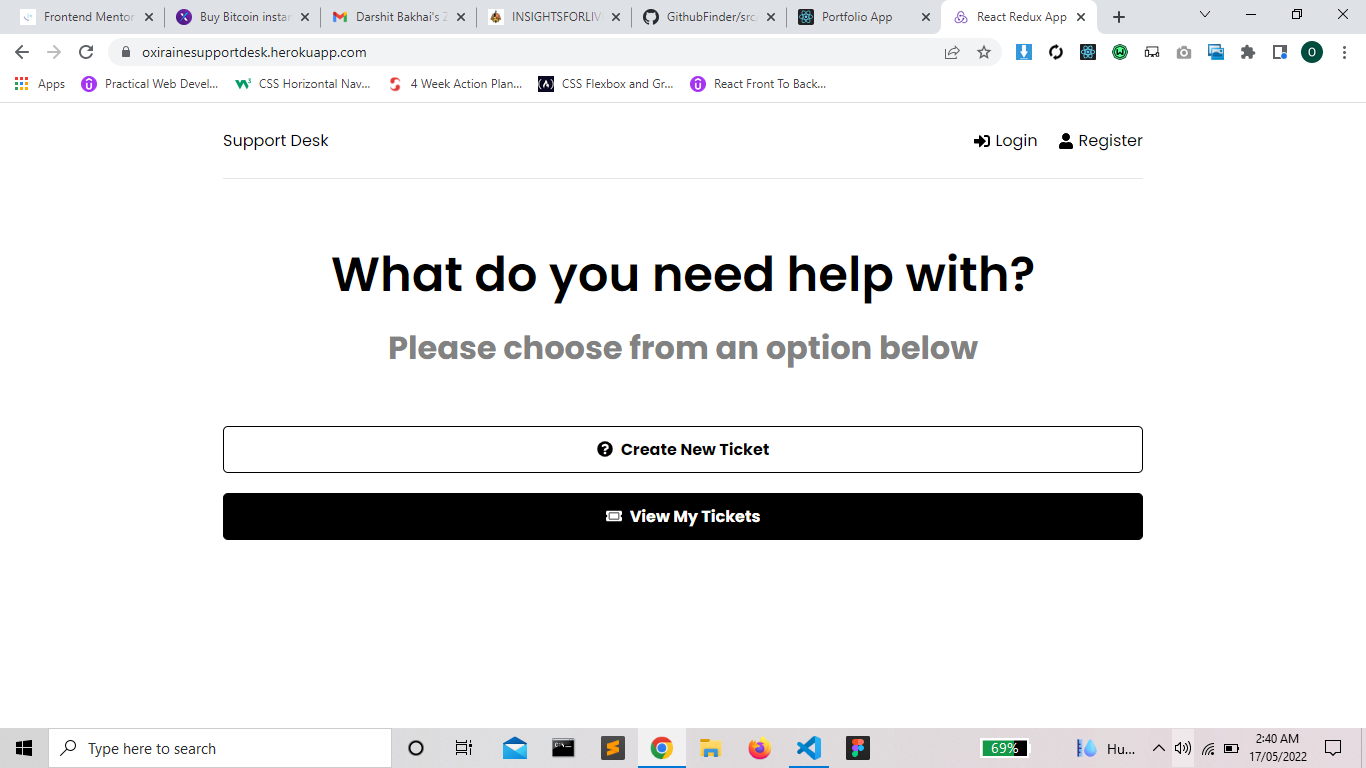 Frontend Mentor
Buy Bitcoin instan
Darshit Bakhai's Z
INSIGHTSFORLIV
GithubFinder/src
Portfolio App
React Redux App
oxirainesupportdesk.herokuapp.com
O
Apps
Practical Web Devel...
CSS Horizontal Nav...
4 Week Action Plan...
CSS Flexbox and Gr...
React Front To Back...
Support Desk
Login
Register
What do you need help with?
Please choose from an option below
Create New Ticket
View My Tickets
Type here to search
69%
Hu...
2:40 AM
17/05/2022